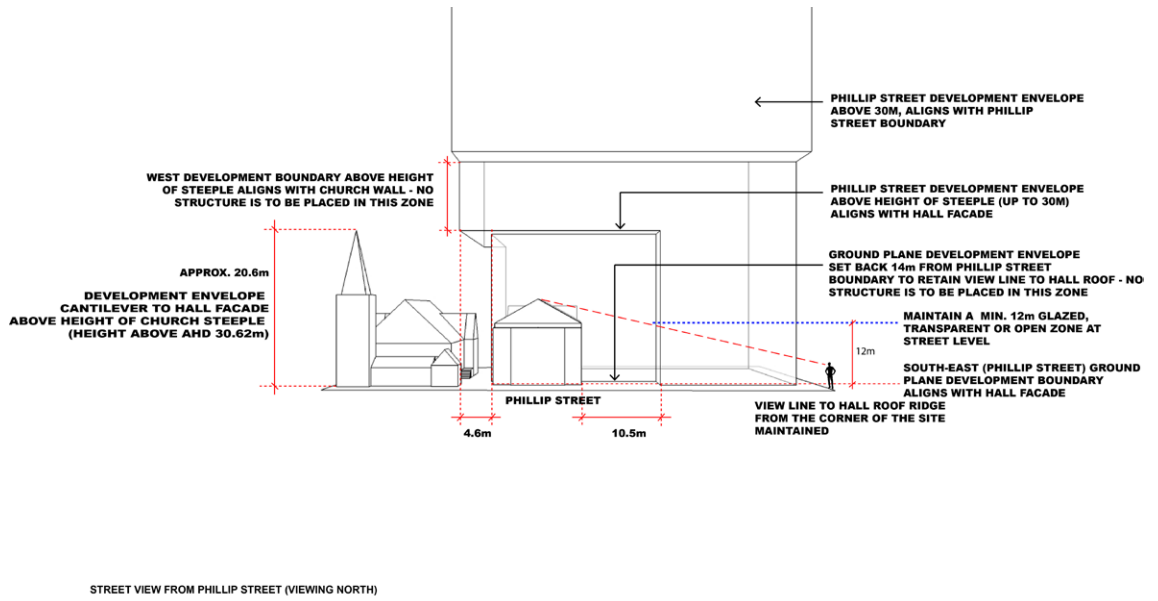 PHILLIP STREET DEVELOPMENT ENVELOPE
ABOVE 30M, ALIGNS WITH PHILLIP
STREET BOUNDARY
WEST DEVELOPMENT BOUNDARY ABOVE HEIGHT
OF STEEPLE ALIGNS WITH CHURCH WALL - NO
STRUCTURE IS TO BE PLACED IN THIS ZONE
PHILLIP STREET DEVELOPMENT ENVELOPE
ABOVE HEIGHT OF STEEPLE (UP TO 30M)
ALIGNS WITH HALL FACADE
APPROX. 20.6m
DEVELOPMENT ENVELOPE
CANTILEVER TO HALL FACADE
ABOVE HEIGHT OF CHURCH STEEPLE
(HEIGHT ABOVE AHD 30.62m)
GROUND PLANE DEVELOPMENT ENVELOPE
SET BACK 14m FROM PHILLIP STREET
BOUNDARY TO RETAIN VIEW LINE TO HALL ROOF - NO
STRUCTURE IS TO BE PLACED IN THIS ZONE
MAINTAIN A MIN. 12m GLAZED,
TRANSPARENT OR OPEN ZONE AT
STREET LEVEL
12m
SOUTH-EAST (PHILLIP STREET) GROUND
PLANE DEVELOPMENT BOUNDARY
ALIGNS WITH HALL FACADE
PHILLIP STREET
VIEW LINE TO HALL ROOF RIDGE
FROM THE CORNER OF THE SITE
MAINTAINED
4.6m
10.5m
STREET VIEW FROM PHILLIP STREET (VIEWING NORTH)